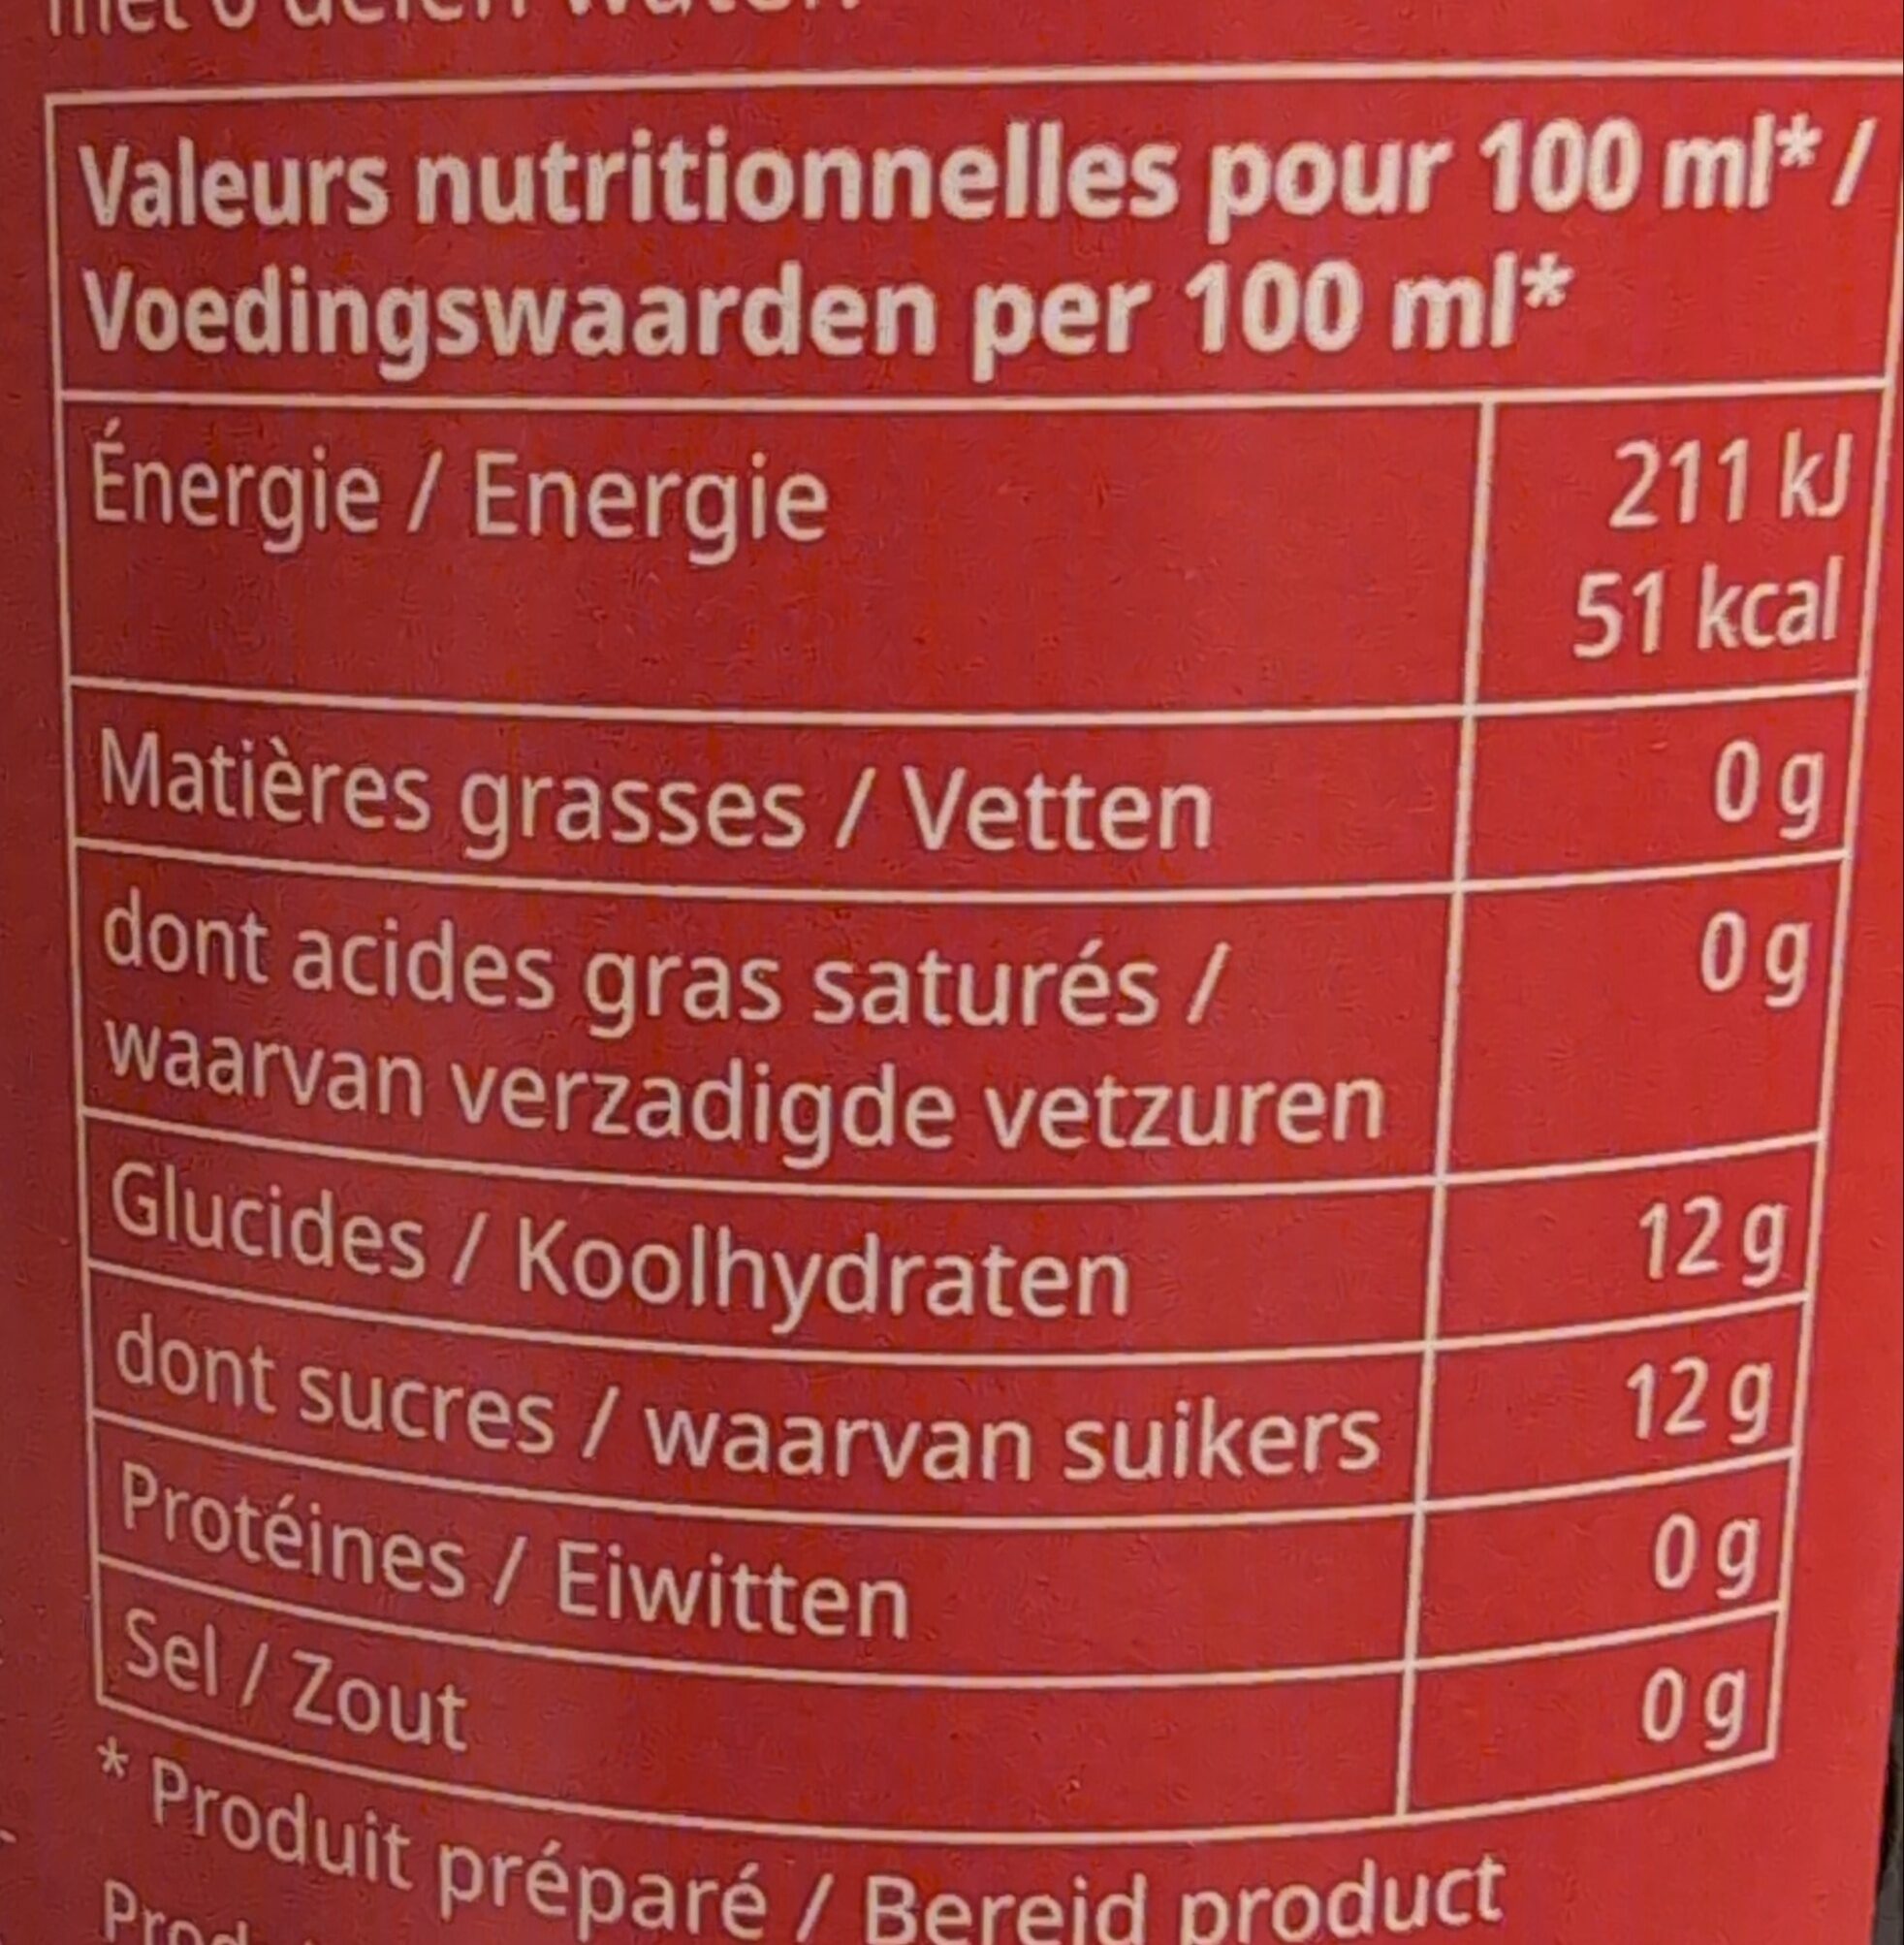 Valeurs nutritionnelles pour 100 ml* /
Voedingswaarden per 100 ml*
Énergie / Energie 211 kJ
51 kcal
Matières grasses / Vetten 0 g
dont acides gras saturés / 0 g
waarvan verzadigde vetzuren
Glucides / Koolhydraten 12 g
dont sucres / waarvan suikers 12 g
Protéines / Eiwitten 0 g
Sel / Zout 0 g
* Produit préparé / Bereid product